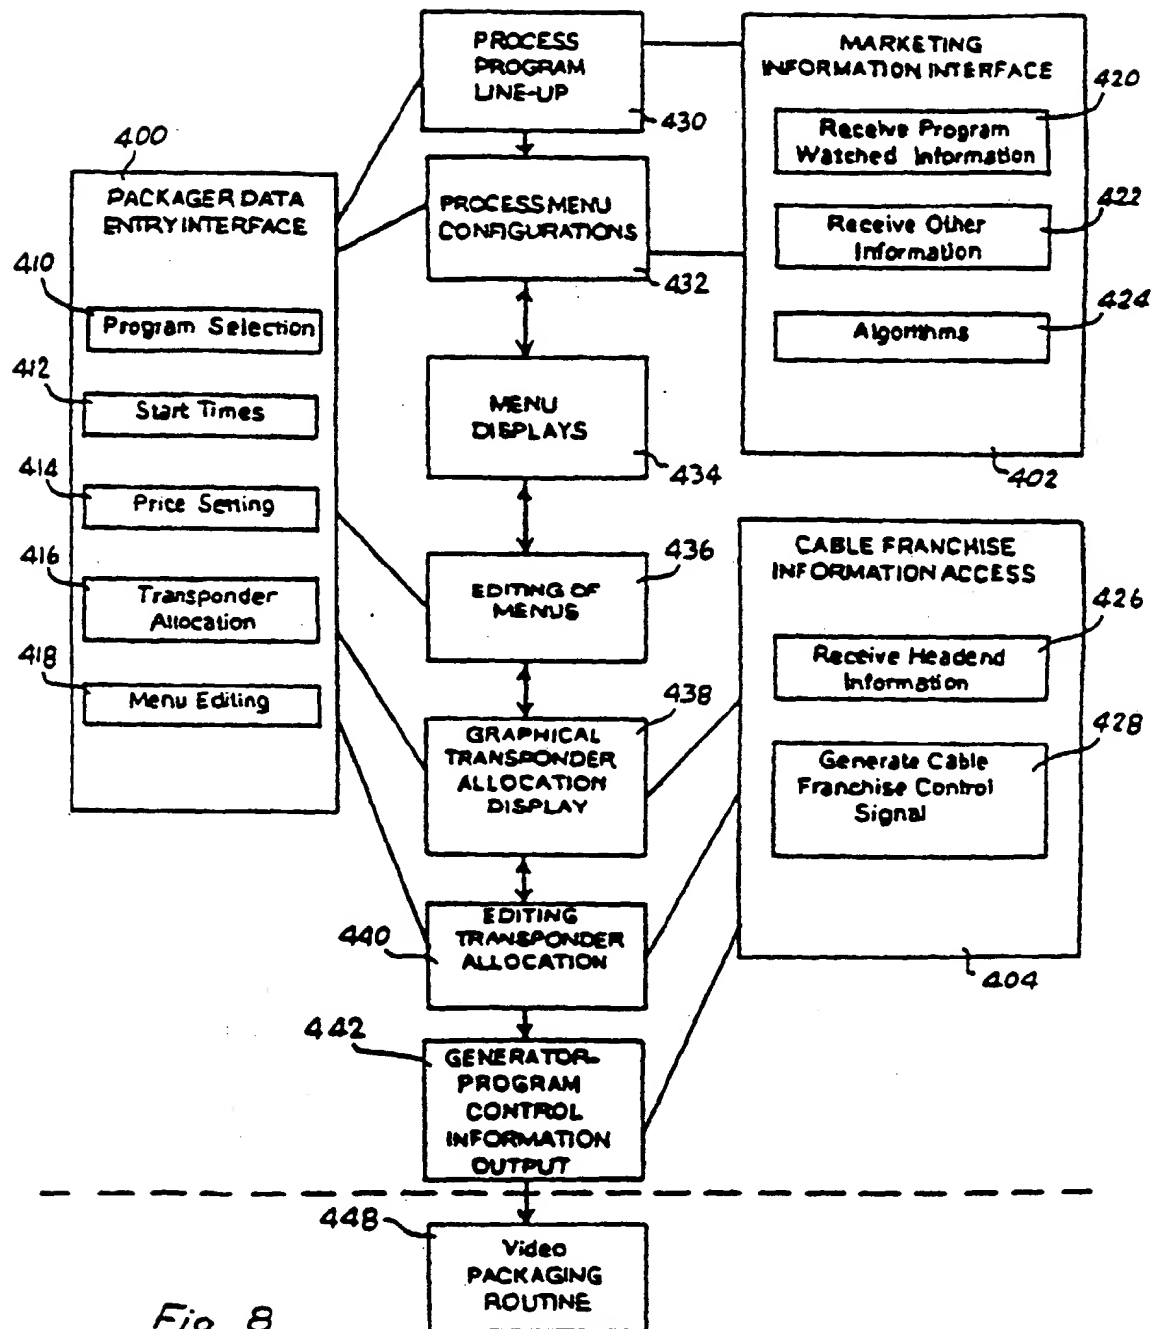 PROCESS
PROGRAM
LINE-UP
430
MARKETING
INFORMATION INTERFACE
420
Receive Program
Watched Information
422
Receive Other
Information
424
Algorithms
402
400
PACKAGER DATA
ENTRY INTERFACE
410
Program Selection
412
Start Times
414
Price Setting
416
Transponder
Allocation
418
Menu Editing
PROCESS MENU
CONFIGURATIONS
432
MENU
DISPLAYS
434
436
EDITING OF
MENUS
438
GRAPHICAL
TRANSPONDER
ALLOCATION
DISPLAY
440
EDITING
TRANSPONDER
ALLOCATION
442
GENERATOR-
PROGRAM
CONTROL
INFORMATION
OUTPUT
CABLE FRANCHISE
INFORMATION ACCESS
426
Receive Headend
Information
428
Generate Cable
Franchise Control
Signal
404
448
Video
PACKAGING
ROUTINE
Fig. 8